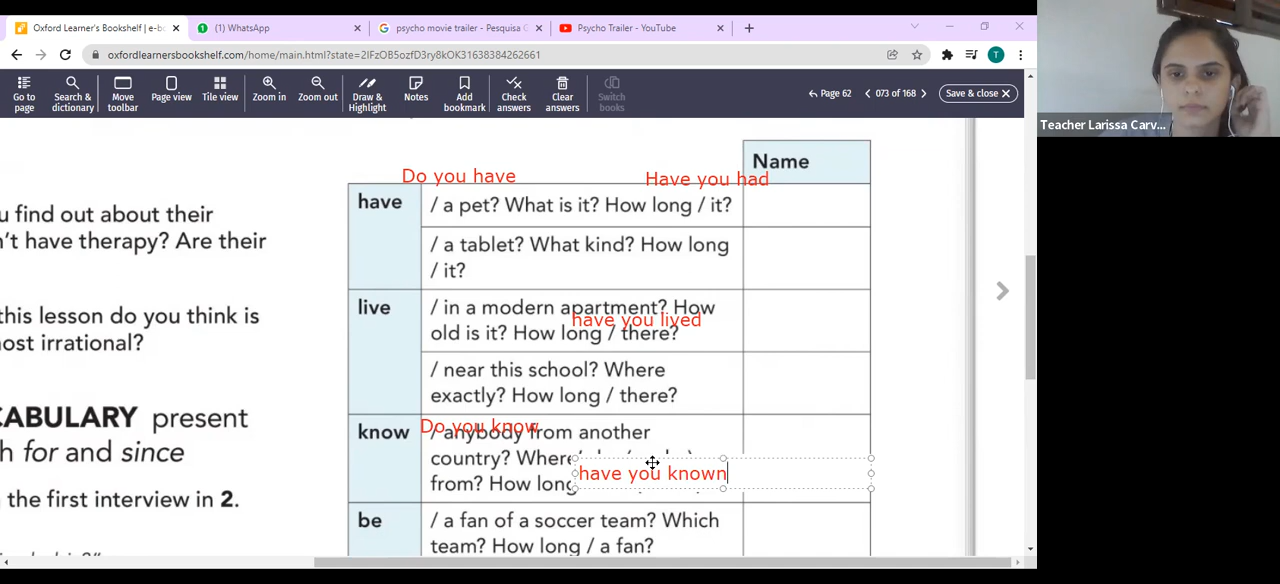 Oxford Learner's Bookshelf | e-bo
WhatsApp
psycho movie trailer - Pesquisa G
Psycho Trailer - YouTube
oxfordlearnersbookshelf.com/home/main.html?state=2IFzOB5ozfD3ry8kOK31638384262661
T
Go to page
Search & dictionary
Move toolbar
Page view
Tile view
Zoom in
Zoom out
Draw & Highlight
Notes
Add bookmark
Check answers
Clear answers
Switch books
Page 62
073 of 168
Save & close
Teacher Larissa Carv...
Name
Do you have
Have you had
have
/ a pet? What is it? How long / it?
/ a tablet? What kind? How long
/ it?
live
/ in a modern apartment? How
have you lived
old is it? How long / there?
/ near this school? Where
exactly? How long / there?
Do you know
know
/ anybody from another
country? Where
from? How long
have you known
be
/ a fan of a soccer team? Which
team? How long / a fan?
u find out about their
n't have therapy? Are their
this lesson do you think is
ost irrational?
CABULARY present
h for and since
the first interview in 2.